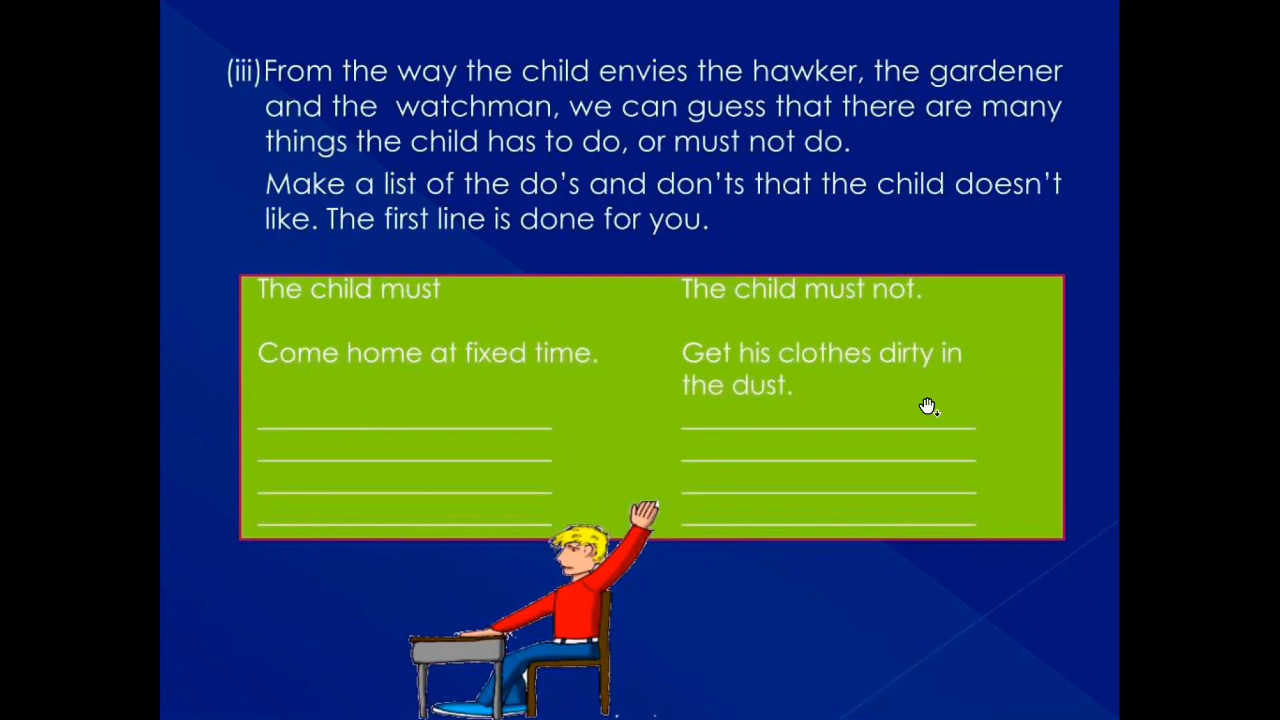 (iii)From the way the child envies the hawker, the gardener
and the watchman, we can guess that there are many
things the child has to do, or must not do.
Make a list of the do's and don'ts that the child doesn't
like. The first line is done for you.
The child must The child must not.
Come home at fixed time. Get his clothes dirty in
the dust.